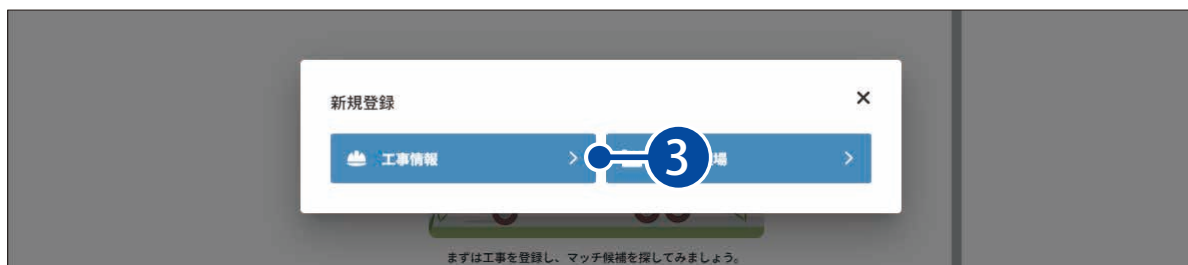 新規登録 ×
工事情報 >
3
場 >
まずは工事を登録し、マッチ候補を探してみましょう。